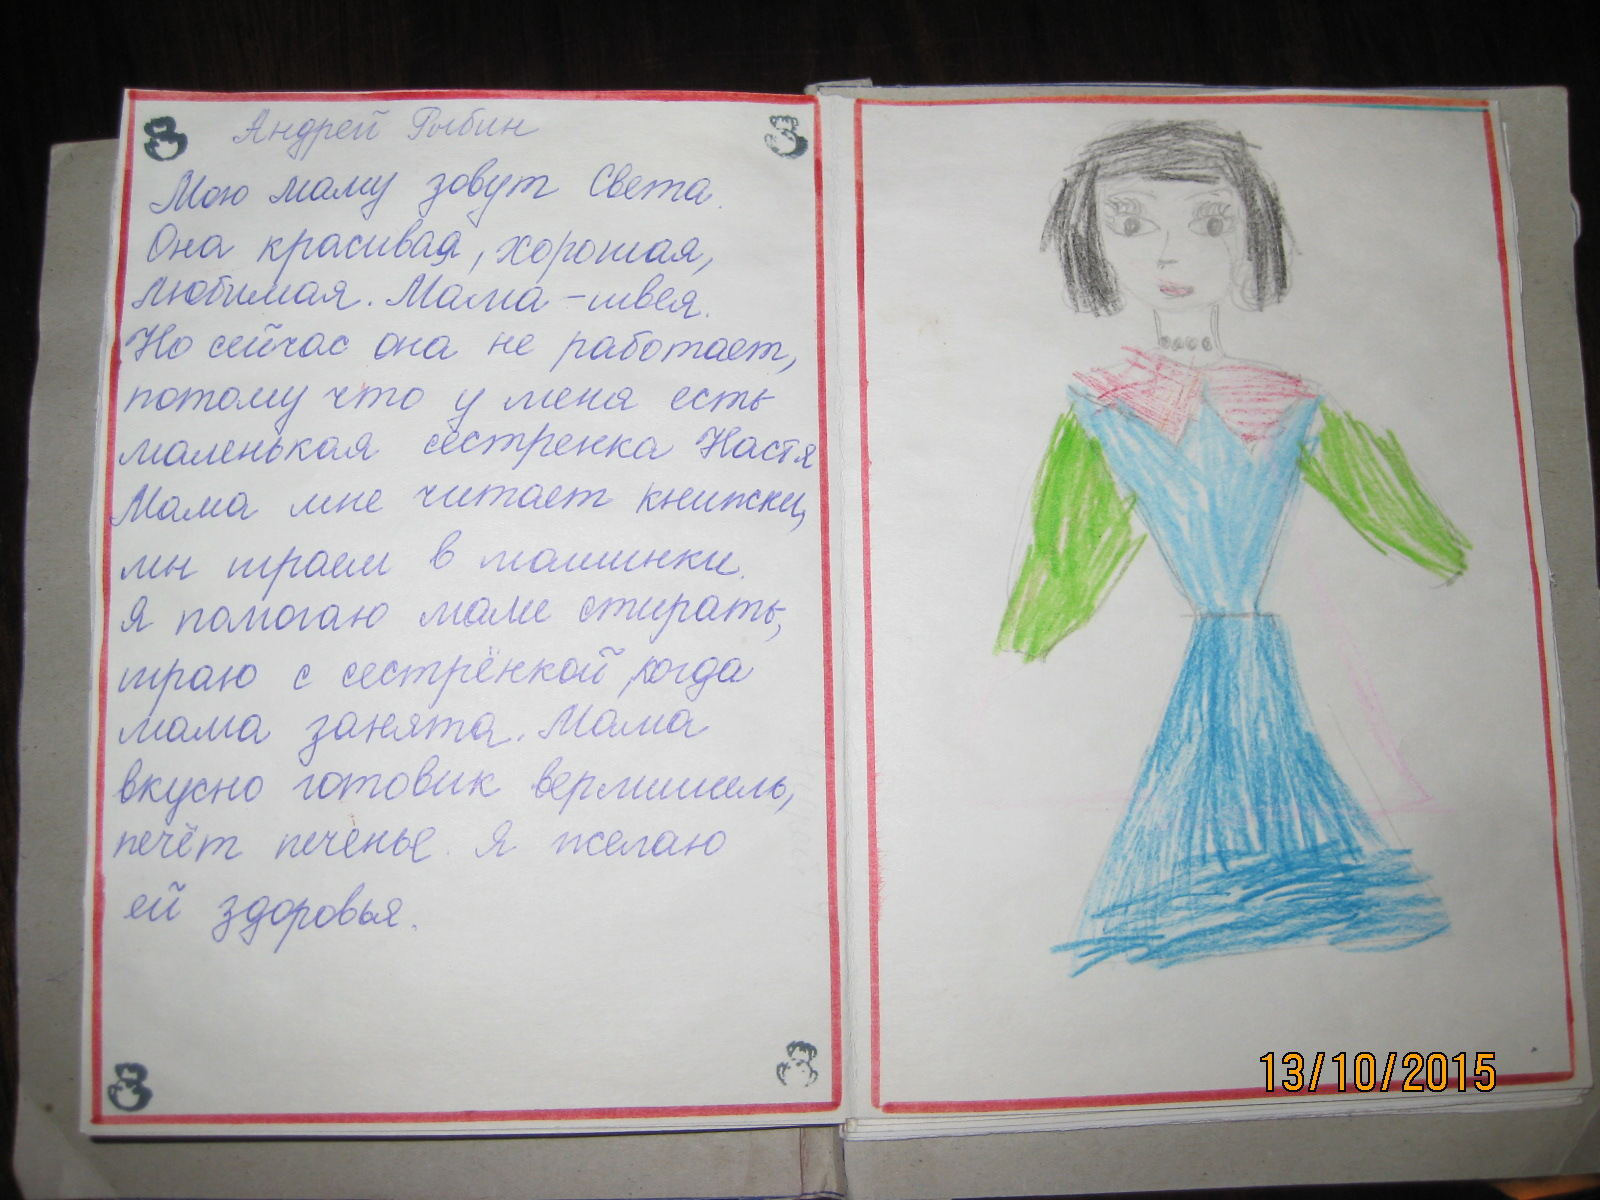 Андрей Рыбин
Мою маму зовут Света.
Она красивая, хорошая,
любимая. Мама - швея.
Но сейчас она не работает,
потому что у меня есть
маленькая сестренка Настя
Мама мне читает книжки,
мы играем в машинки.
Я помогаю маме стирать,
играю с сестрёнкой, когда
мама занята. Мама
вкусно готовик вермишель,
печёт печенье. Я желаю
ей здоровья.
13/10/2015